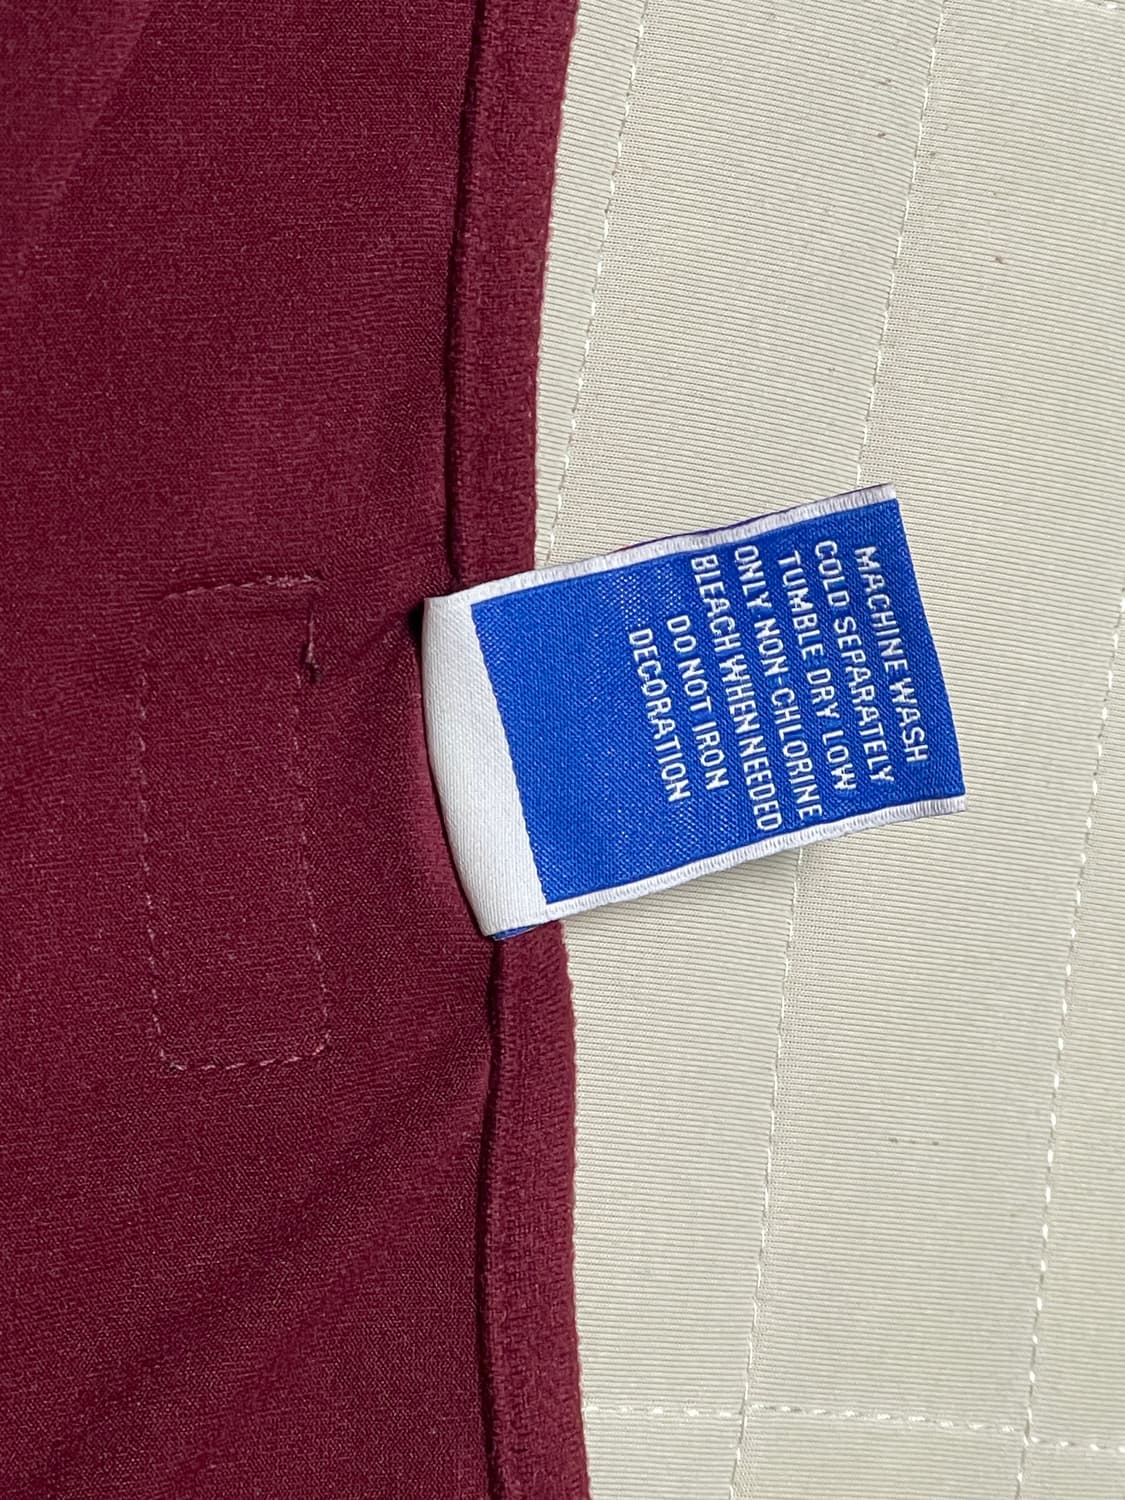 MACHINE WASH
COLD SEPARATELY
TUMBLE DRY LOW
ONLY NON-CHLORINE
BLEACH WHEN NEEDED
DO NOT IRON
DECORATION